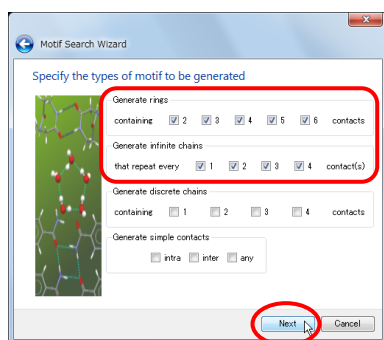 Motif Search Wizard
Specify the types of motif to be generated
Generate rings
containing 2 3 4 5 6 contacts
Generate infinite chains
that repeat every 1 2 3 4 contact(s)
Generate discrete chains
containing 1 2 3 4 contacts
Generate simple contacts
intra inter any
Next Cancel